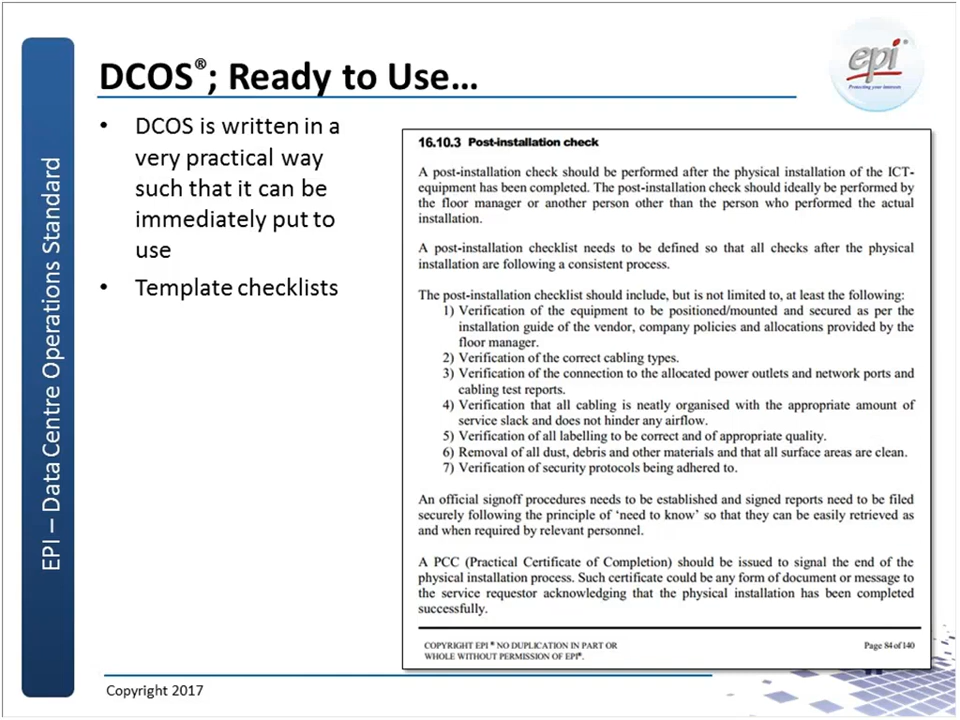 DCOS®; Ready to Use…
epi®
Protecting your interests
EPI – Data Centre Operations Standard
• DCOS is written in a
very practical way
such that it can be
immediately put to
use
• Template checklists
16.10.3 Post-installation check
A post-installation check should be performed after the physical installation of the ICT-
equipment has been completed. The post-installation check should ideally be performed by
the floor manager or another person other than the person who performed the actual
installation.
A post-installation checklist needs to be defined so that all checks after the physical
installation are following a consistent process.
The post-installation checklist should include, but is not limited to, at least the following:
1) Verification of the equipment to be positioned/mounted and secured as per the
installation guide of the vendor, company policies and allocations provided by the
floor manager.
2) Verification of the correct cabling types.
3) Verification of the connection to the allocated power outlets and network ports and
cabling test reports.
4) Verification that all cabling is neatly organised with the appropriate amount of
service slack and does not hinder any airflow.
5) Verification of all labelling to be correct and of appropriate quality.
6) Removal of all dust, debris and other materials and that all surface areas are clean.
7) Verification of security protocols being adhered to.
An official signoff procedures needs to be established and signed reports need to be filed
securely following the principle of ‘need to know’ so that they can be easily retrieved as
and when required by relevant personnel.
A PCC (Practical Certificate of Completion) should be issued to signal the end of the
physical installation process. Such certificate could be any form of document or message to
the service requestor acknowledging that the physical installation has been completed
successfully.
COPYRIGHT EPI® NO DUPLICATION IN PART OR
WHOLE WITHOUT PERMISSION OF EPI®.
Page 84 of 140
Copyright 2017